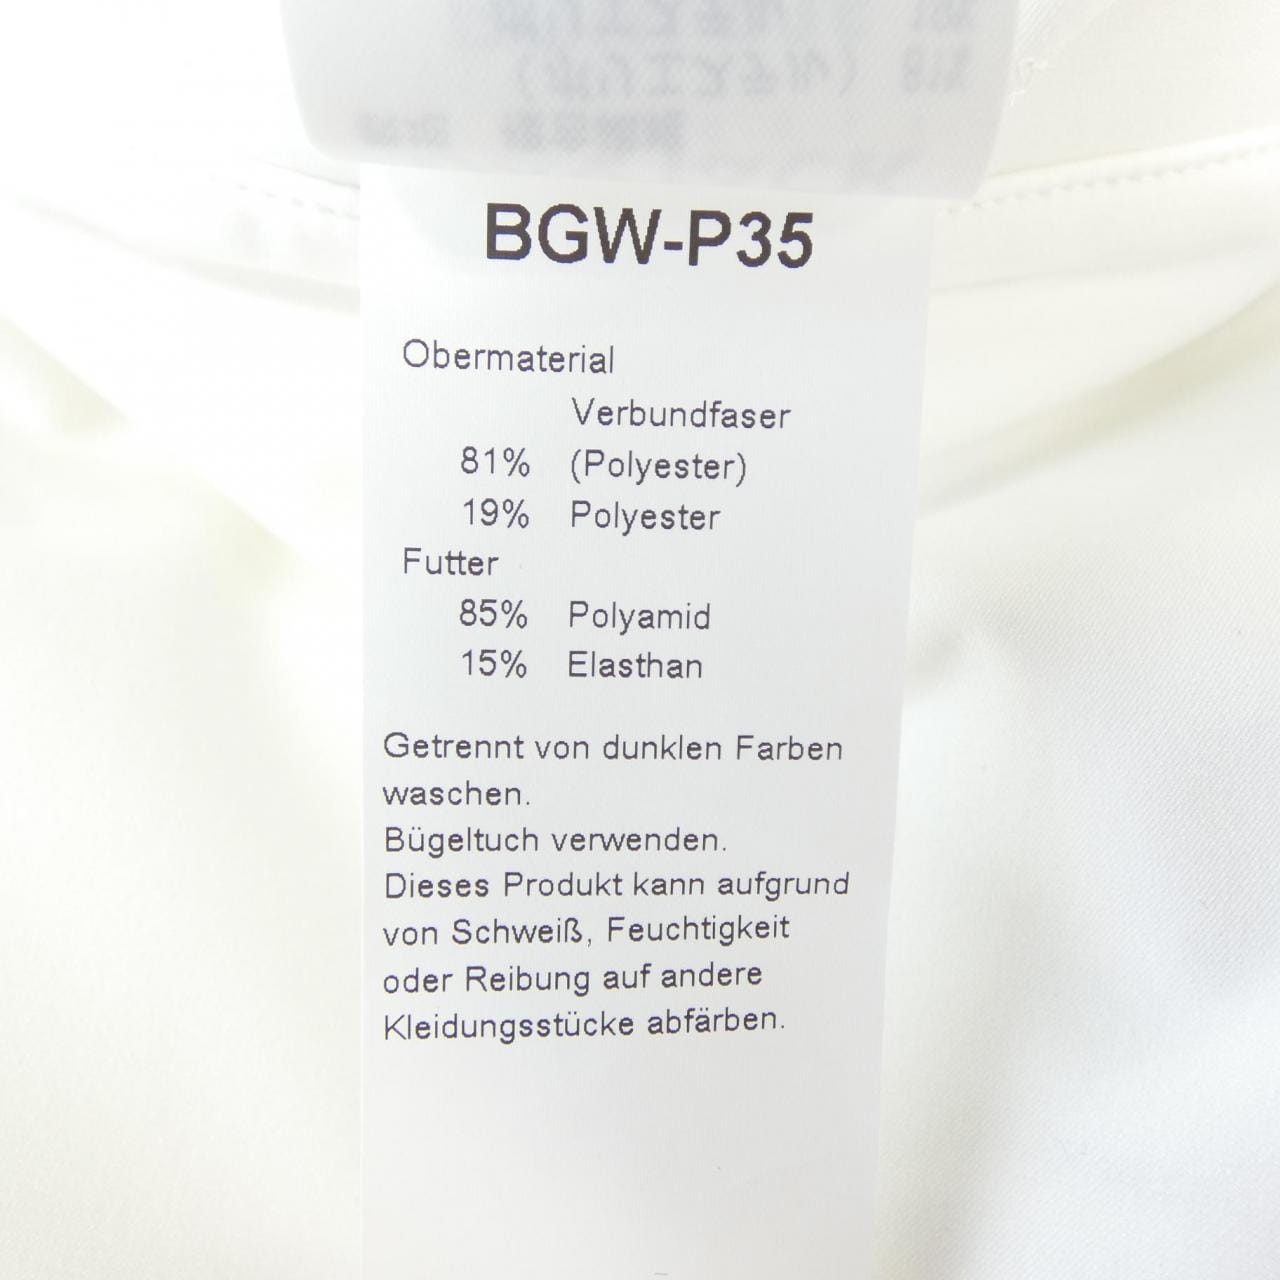 BGW-P35
Obermaterial
Verbundfaser
81% (Polyester)
19% Polyester
Futter
85% Polyamid
15% Elasthan
Getrennt von dunklen Farben
waschen.
Bügeltuch verwenden.
Dieses Produkt kann aufgrund
von Schweiß, Feuchtigkeit
oder Reibung auf andere
Kleidungsstücke abfärben.